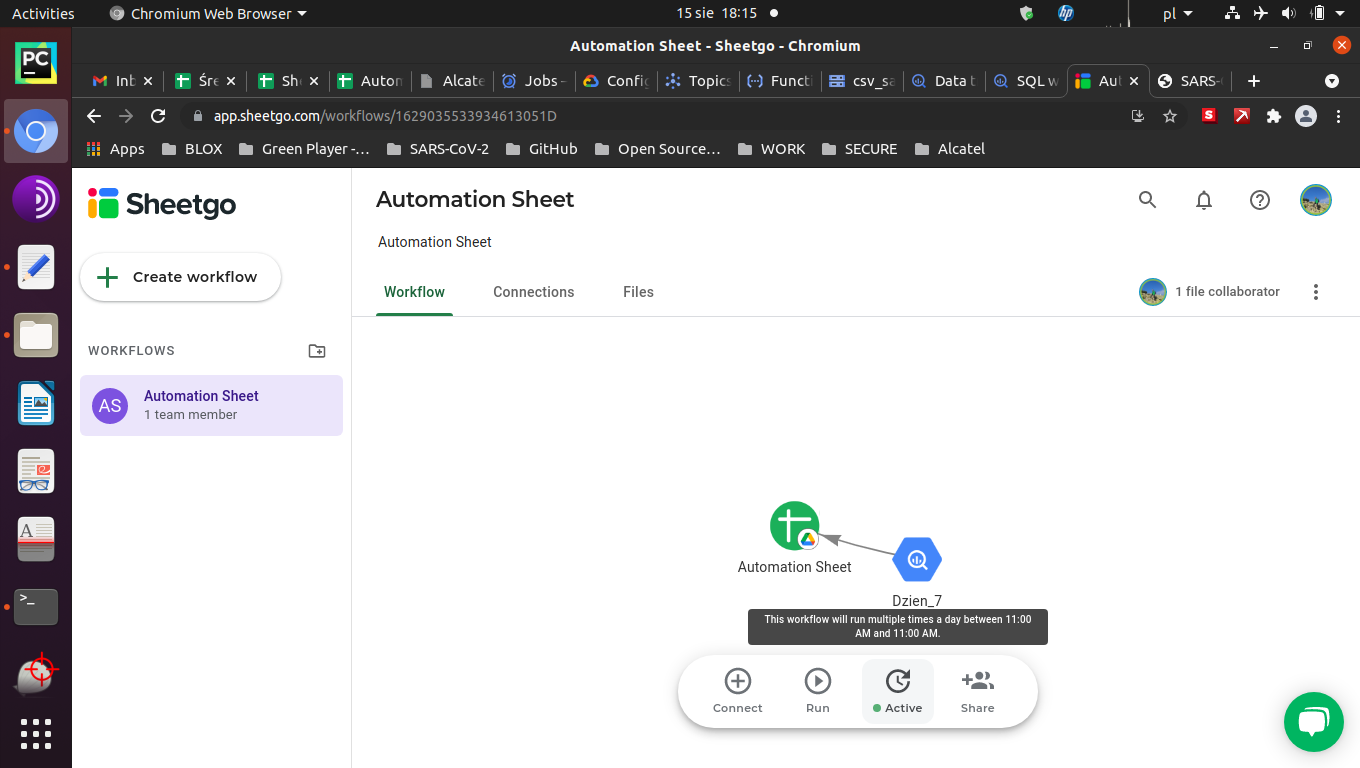 Activities
Chromium Web Browser
15 sie 18:15
pl
Automation Sheet - Sheetgo - Chromium
PC
Inb
Śre
She
Auton
Alcate
Jobs –
Config
Topics
Functi
csv_sa
Data t
SQL w
Aut
SARS-
app.sheetgo.com/workflows/1629035533934613051D
Apps
BLOX
Green Player -…
SARS-CoV-2
GitHub
Open Source…
WORK
SECURE
Alcatel
Sheetgo
Automation Sheet
Automation Sheet
Create workflow
Workflow
Connections
Files
1 file collaborator
WORKFLOWS
AS
Automation Sheet
1 team member
Automation Sheet
Dzien_7
This workflow will run multiple times a day between 11:00
AM and 11:00 AM.
Connect
Run
Active
Share